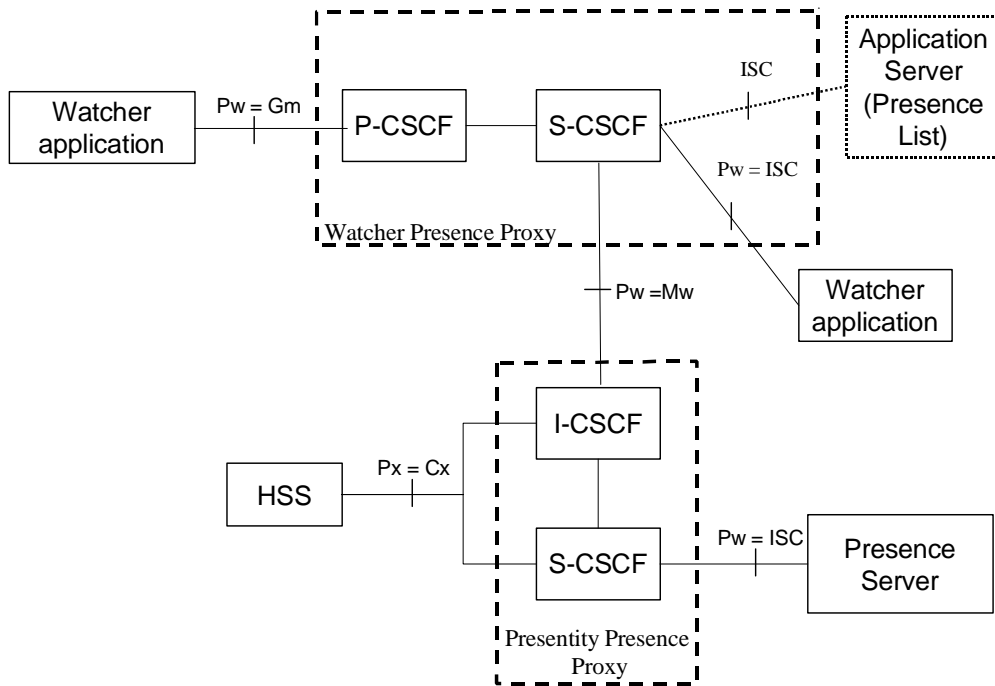 Application
Server
(Presence
List)
ISC
Watcher
application
Pw = Gm
P-CSCF
S-CSCF
Pw = ISC
Watcher Presence Proxy
Pw =Mw
Watcher
application
I-CSCF
Px = Cx
HSS
S-CSCF
Pw = ISC
Presence
Server
Presentity Presence
Proxy